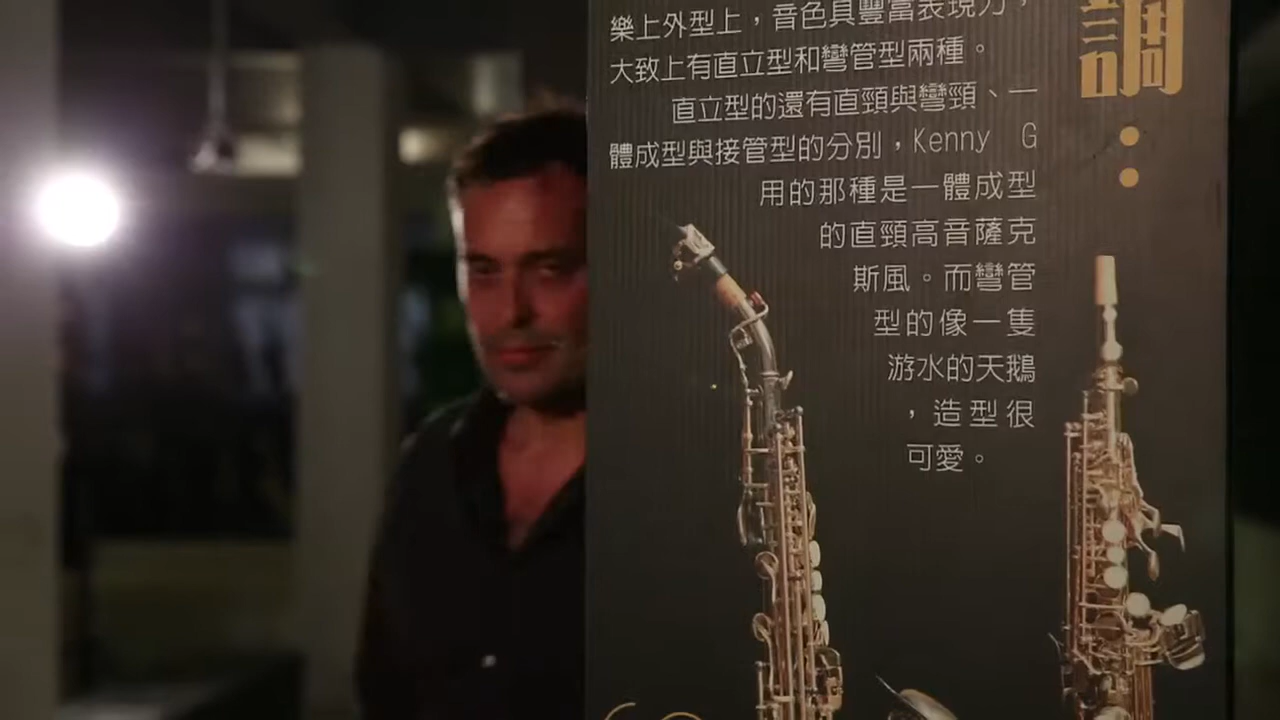 樂上外型上，音色具豐富表現力，
大致上有直立型和彎管型兩種。
直立型的還有直頸與彎頸、一
體成型與接管型的分別，Kenny G
用的那種是一體成型
的直頸高音薩克
斯風。而彎管
型的像一隻
游水的天鵝
，造型很
可愛。
調：